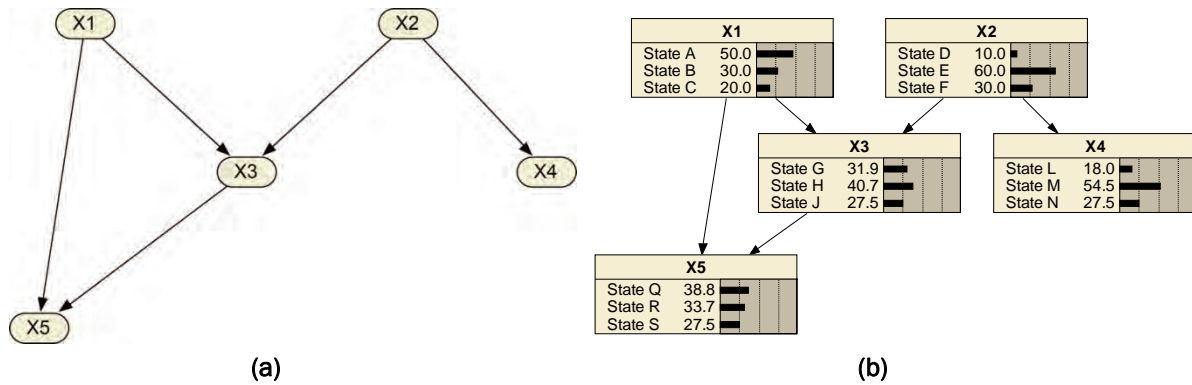 X1
X2
X3
X4
X5
(a)
X1
State A 50.0
State B 30.0
State C 20.0
X2
State D 10.0
State E 60.0
State F 30.0
X3
State G 31.9
State H 40.7
State J 27.5
X4
State L 18.0
State M 54.5
State N 27.5
X5
State Q 38.8
State R 33.7
State S 27.5
(b)